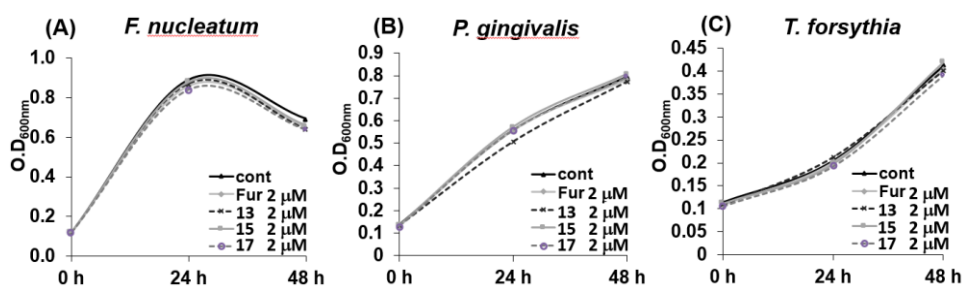 (A) F. nucleatum
O.D600nm
1.0
0.8
0.6
0.4
0.2
0.0
cont
Fur 2 μM
13 2 μM
15 2 μM
17 2 μM
0 h 24 h 48 h
(B) P. gingivalis
O.D600nm
0.9
0.8
0.7
0.6
0.5
0.4
0.3
0.2
0.1
0
cont
Fur 2 μM
13 2 μM
15 2 μM
17 2 μM
0 h 24 h 48 h
(C) T. forsythia
O.D600nm
0.45
0.4
0.35
0.3
0.25
0.2
0.15
0.1
0.05
0
cont
Fur 2 μM
13 2 μM
15 2 μM
17 2 μM
0 h 24 h 48 h